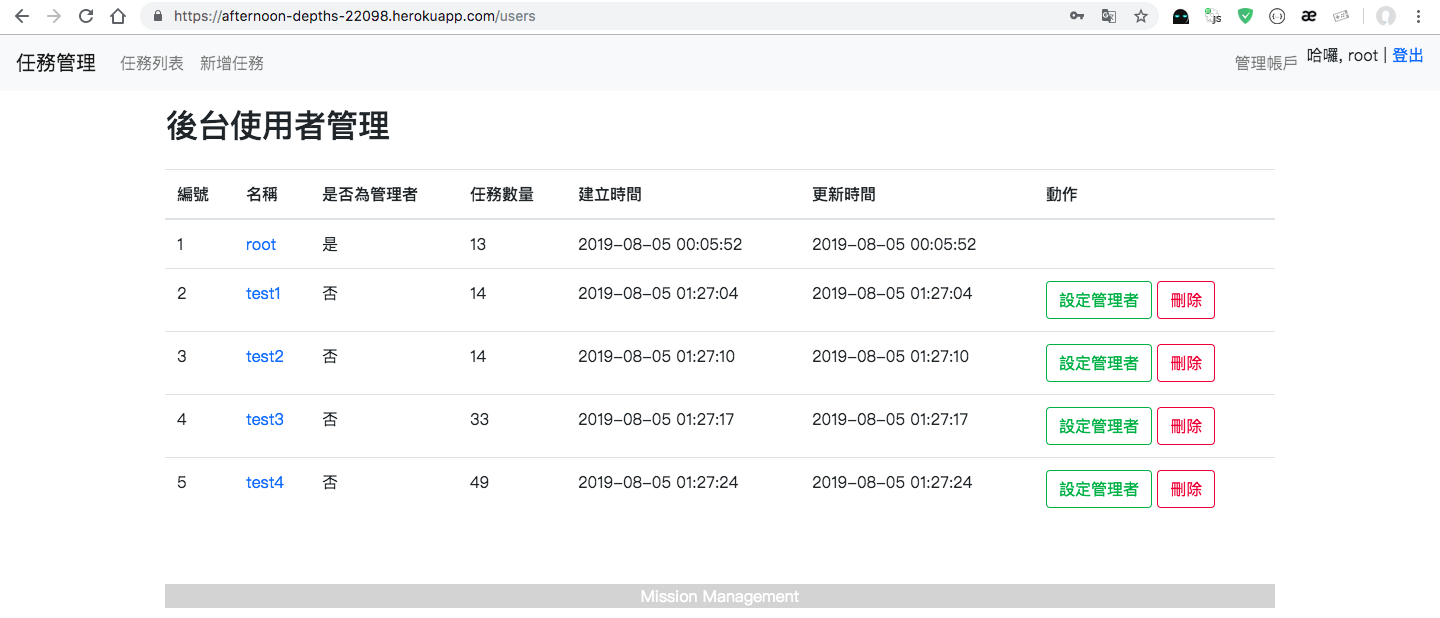 https://afternoon-depths-22098.herokuapp.com/users
任務管理 任務列表 新增任務 管理帳戶 哈囉, root | 登出
後台使用者管理
編號 名稱 是否為管理者 任務數量 建立時間 更新時間 動作
1 root 是 13 2019-08-05 00:05:52 2019-08-05 00:05:52
2 test1 否 14 2019-08-05 01:27:04 2019-08-05 01:27:04 設定管理者 刪除
3 test2 否 14 2019-08-05 01:27:10 2019-08-05 01:27:10 設定管理者 刪除
4 test3 否 33 2019-08-05 01:27:17 2019-08-05 01:27:17 設定管理者 刪除
5 test4 否 49 2019-08-05 01:27:24 2019-08-05 01:27:24 設定管理者 刪除
Mission Management